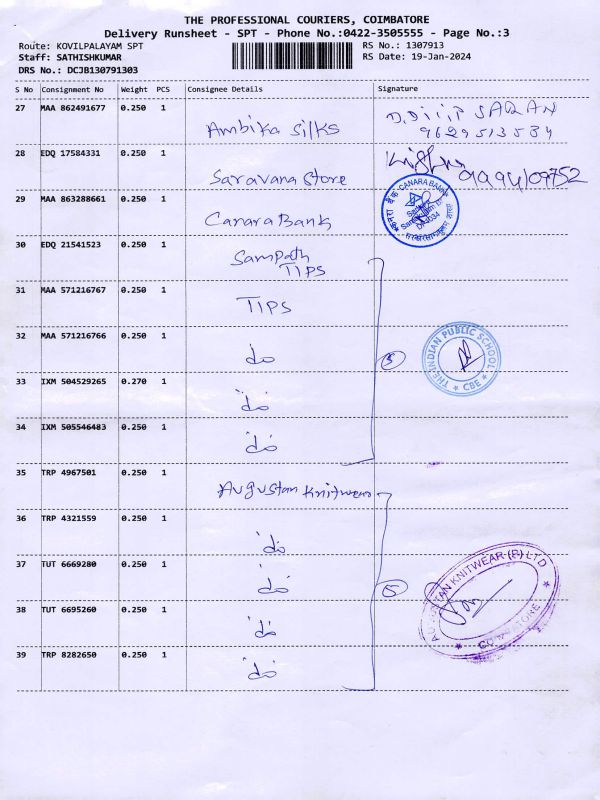 THE PROFESSIONAL COURIERS, COIMBATORE
Delivery Runsheet - SPT - Phone No.:0422-3505555 - Page No.:3
Route: KOVILPALAYAM SPT
RS No.: 1307913
Staff: SATHISHKUMAR
RS Date: 19-Jan-2024
DRS No.: DCJB130791303
S No Consignment No Weight PCS Consignee Details Signature
27 MAA 862491677 0.250 1
Ambika Silks
SARAN
28 EDQ 17584331 0.250 1
Saravana Store
29 MAA 863288661 0.250 1
Canara Bank
CANARA BANK
30 EDQ 21541523 0.250 1
Sampath
TIPS
31 MAA 571216767 0.250 1
TIPS
32 MAA 571216766 0.250 1
do
5
THE INDIAN PUBLIC SCHOOL
* CBE *
33 IXM 504529265 0.270 1
do
34 IXM 505546483 0.250 1
do
35 TRP 4967501 0.250 1
Augustan Knitwear
36 TRP 4321559 0.250 1
do
37 TUT 6669280 0.250 1
do
5
AUGUSTAN KNITWEAR (P) LTD
* COIMBATORE *
38 TUT 6695260 0.250 1
do
39 TRP 8282650 0.250 1
do